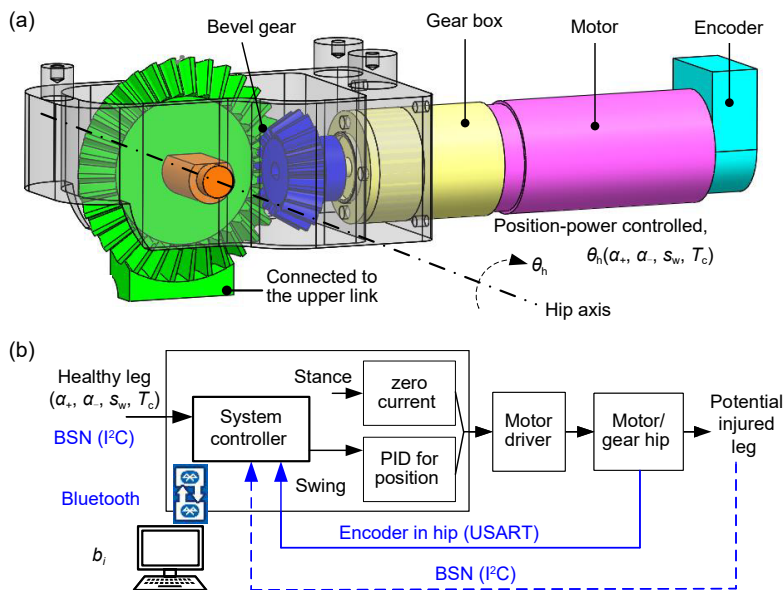 (a)
Bevel gear
Gear box
Motor
Encoder
Position-power controlled,
θh(α+, α-, sw, Tc)
θh
Connected to
the upper link
Hip axis
(b)
Healthy leg
(α+, α-, sw, Tc)
BSN (I²C)
Bluetooth
bi
System
controller
Stance
Swing
zero
current
PID for
position
Motor
driver
Motor/
gear hip
Potential
injured
leg
Encoder in hip (USART)
BSN (I²C)